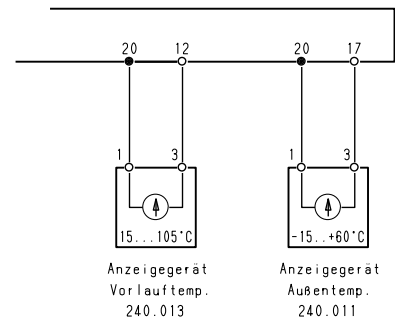 20 12 20 17
1 3 1 3
15...105°C -15..+60°C
Anzeigegerät Anzeigegerät
Vorlauftemp. Außentemp.
240.013 240.011